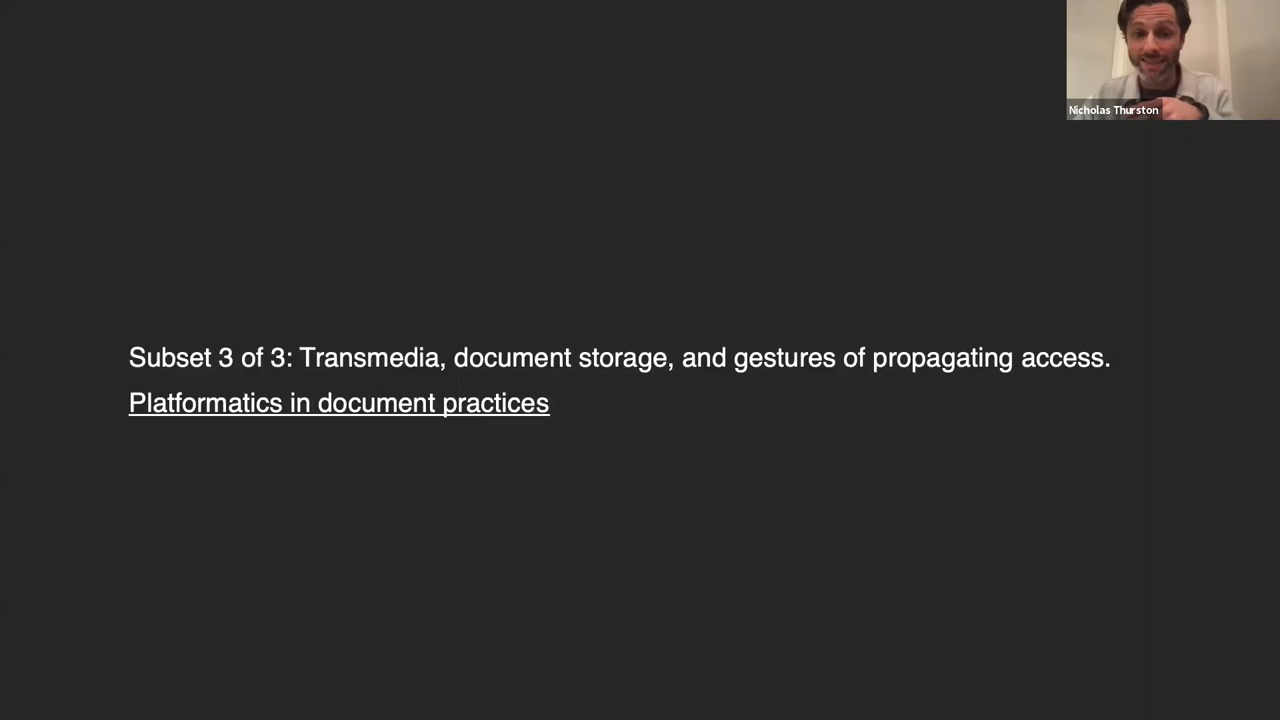 Nicholas Thurston
Subset 3 of 3: Transmedia, document storage, and gestures of propagating access.
Platformatics in document practices